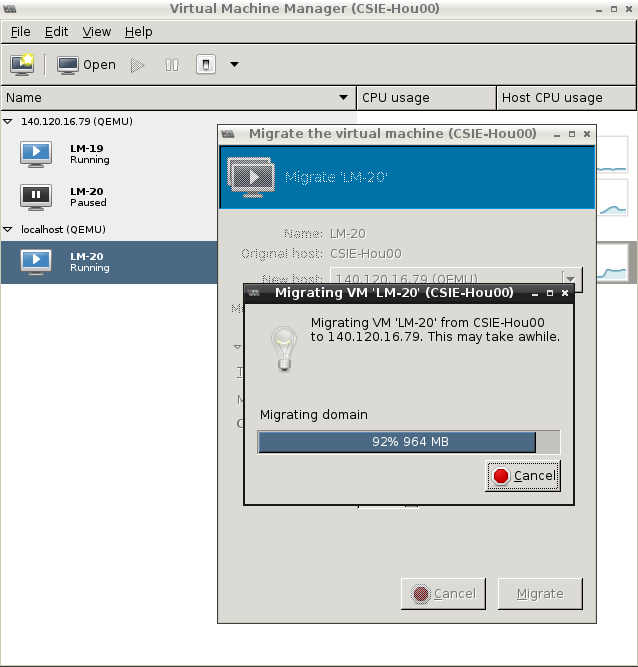 Virtual Machine Manager (CSIE-Hou00)
File Edit View Help
Open
Name CPU usage Host CPU usage
140.120.16.79 (QEMU)
LM-19
Running
LM-20
Paused
localhost (QEMU)
LM-20
Running
Migrate the virtual machine (CSIE-Hou00)
Migrate 'LM-20'
Name: LM-20
Original host: CSIE-Hou00
New host: 140.120.16.79 (QEMU)
Migrating VM 'LM-20' (CSIE-Hou00)
Migrating VM 'LM-20' from CSIE-Hou00
to 140.120.16.79. This may take awhile.
Migrating domain
92% 964 MB
Cancel
Cancel Migrate